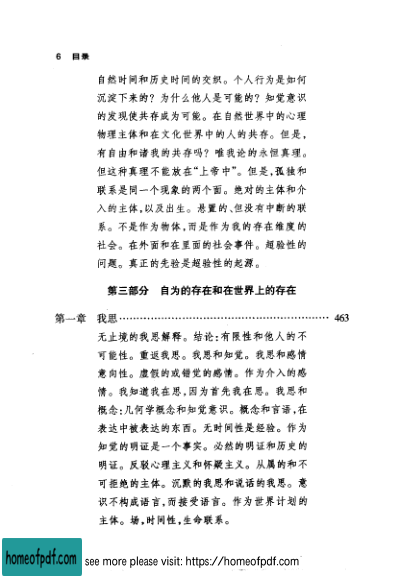 6 目录
自然时间和历史时间的交织。个人行为是如何
沉淀下来的？为什么他人是可能的？知觉意识
的发现使共存成为可能。在自然世界中的心理
物理主体和在文化世界中的人的共存。但是，
有自由和诸我的共存吗？唯我论的永恒真理。
但这种真理不能放在“上帝中”。但是，孤独和
联系是同一个现象的两个面。绝对的主体和介
入的主体，以及出生。悬置的、但没有中断的联
系。不是作为物体，而是作为我的存在维度的
社会。在外面和在里面的社会事件。超验性的
问题。真正的先验是超验性的起源。
第三部分 自为的存在和在世界上的存在
第一章 我思………………………………………… 463
无止境的我思解释。结论：有限性和他人的不
可能性。重返我思。我思和知觉。我思和感情
意向性。虚假的或错觉的感情。作为介入的感
情。我知道我在思，因为首先我在思。我思和
概念：几何学概念和知觉意识。概念和言语，在
表达中被表达的东西。无时间性是经验。作为
知觉的明证是一个事实。必然的明证和历史的
明证。反驳心理主义和怀疑主义。从属的和不
可拒绝的主体。沉默的我思和说话的我思。意
识不构成语言，而接受语言。作为世界计划的
主体。场，时间性，生命联系。
homeofpdf.com see more please visit: https://homeofpdf.com